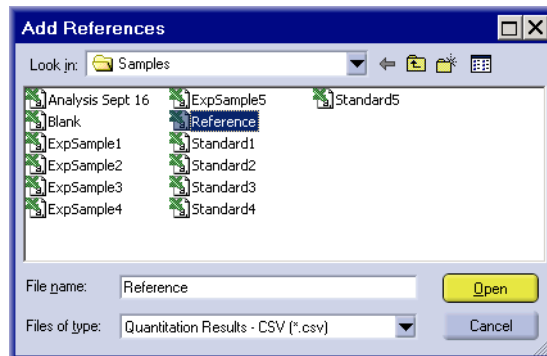 Add References
Look in: Samples
Analysis Sept 16 ExpSample5 Standard5
Blank Reference
ExpSample1 Standard1
ExpSample2 Standard2
ExpSample3 Standard3
ExpSample4 Standard4
File name: Reference Open
Files of type: Quantitation Results - CSV (*.csv) Cancel